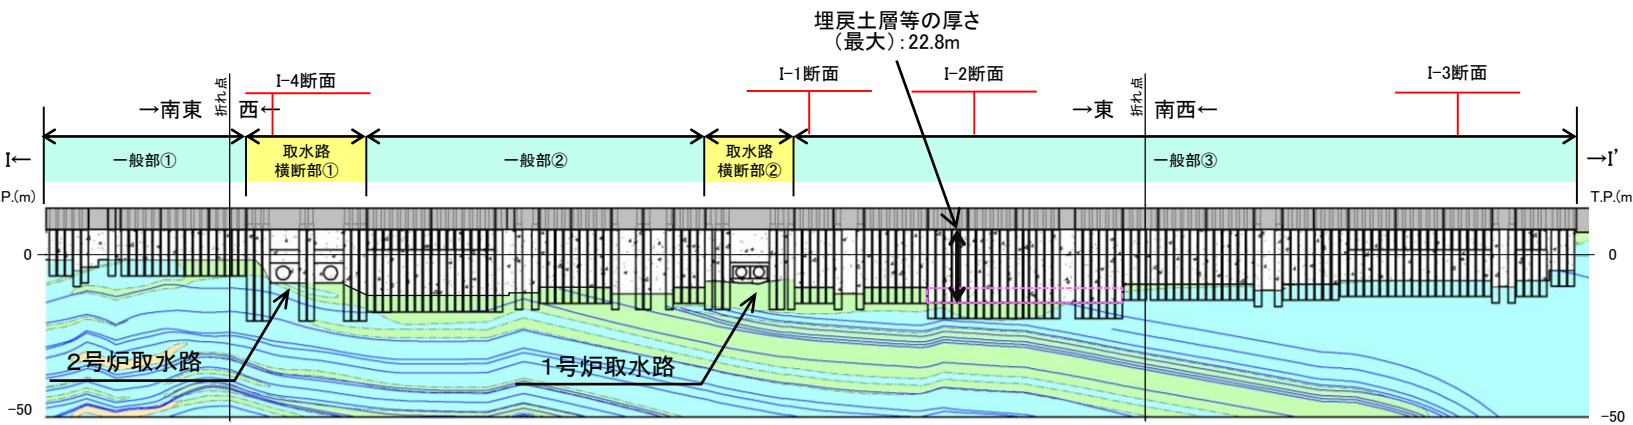 埋戻土層等の厚さ
（最大）：22.8m
I-4断面
I-1断面
I-2断面
I-3断面
→南東
折れ点
西←
→東
折れ点
南西←
I←
一般部①
取水路
横断部①
一般部②
取水路
横断部②
一般部③
→I'
.P.(m)
T.P.(m
0
0
2号炉取水路
1号炉取水路
-50
-50